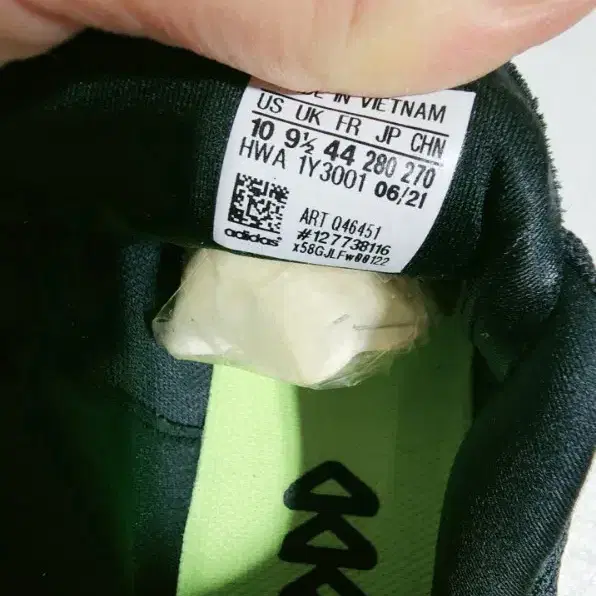 IN VIETNAM
US UK FR JP CHN
10 9½ 44 280 270
HWA 1Y3001 06/21
ART Q46451
#127738116
x58GJLFw00122
adidas